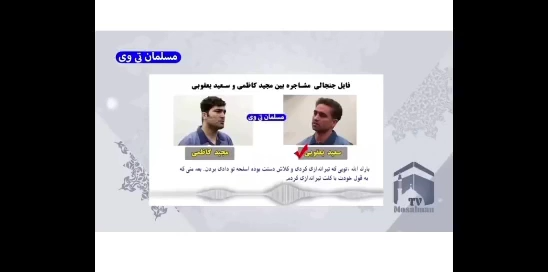 مسلمان تی وی
فایل جنجالی مشاجره بین مجید کاظمی و سعید یعقوبی
مسلمان تی وی
سعید یعقوبی
مجید کاظمی
بارک الله ،تویی که تیراندازی کردی و کلاش دستت بوده اسلحه تو دادی بردن. بعد منی که
به قول خودت با کلت تیراندازی کردم.
TV
Mosalman